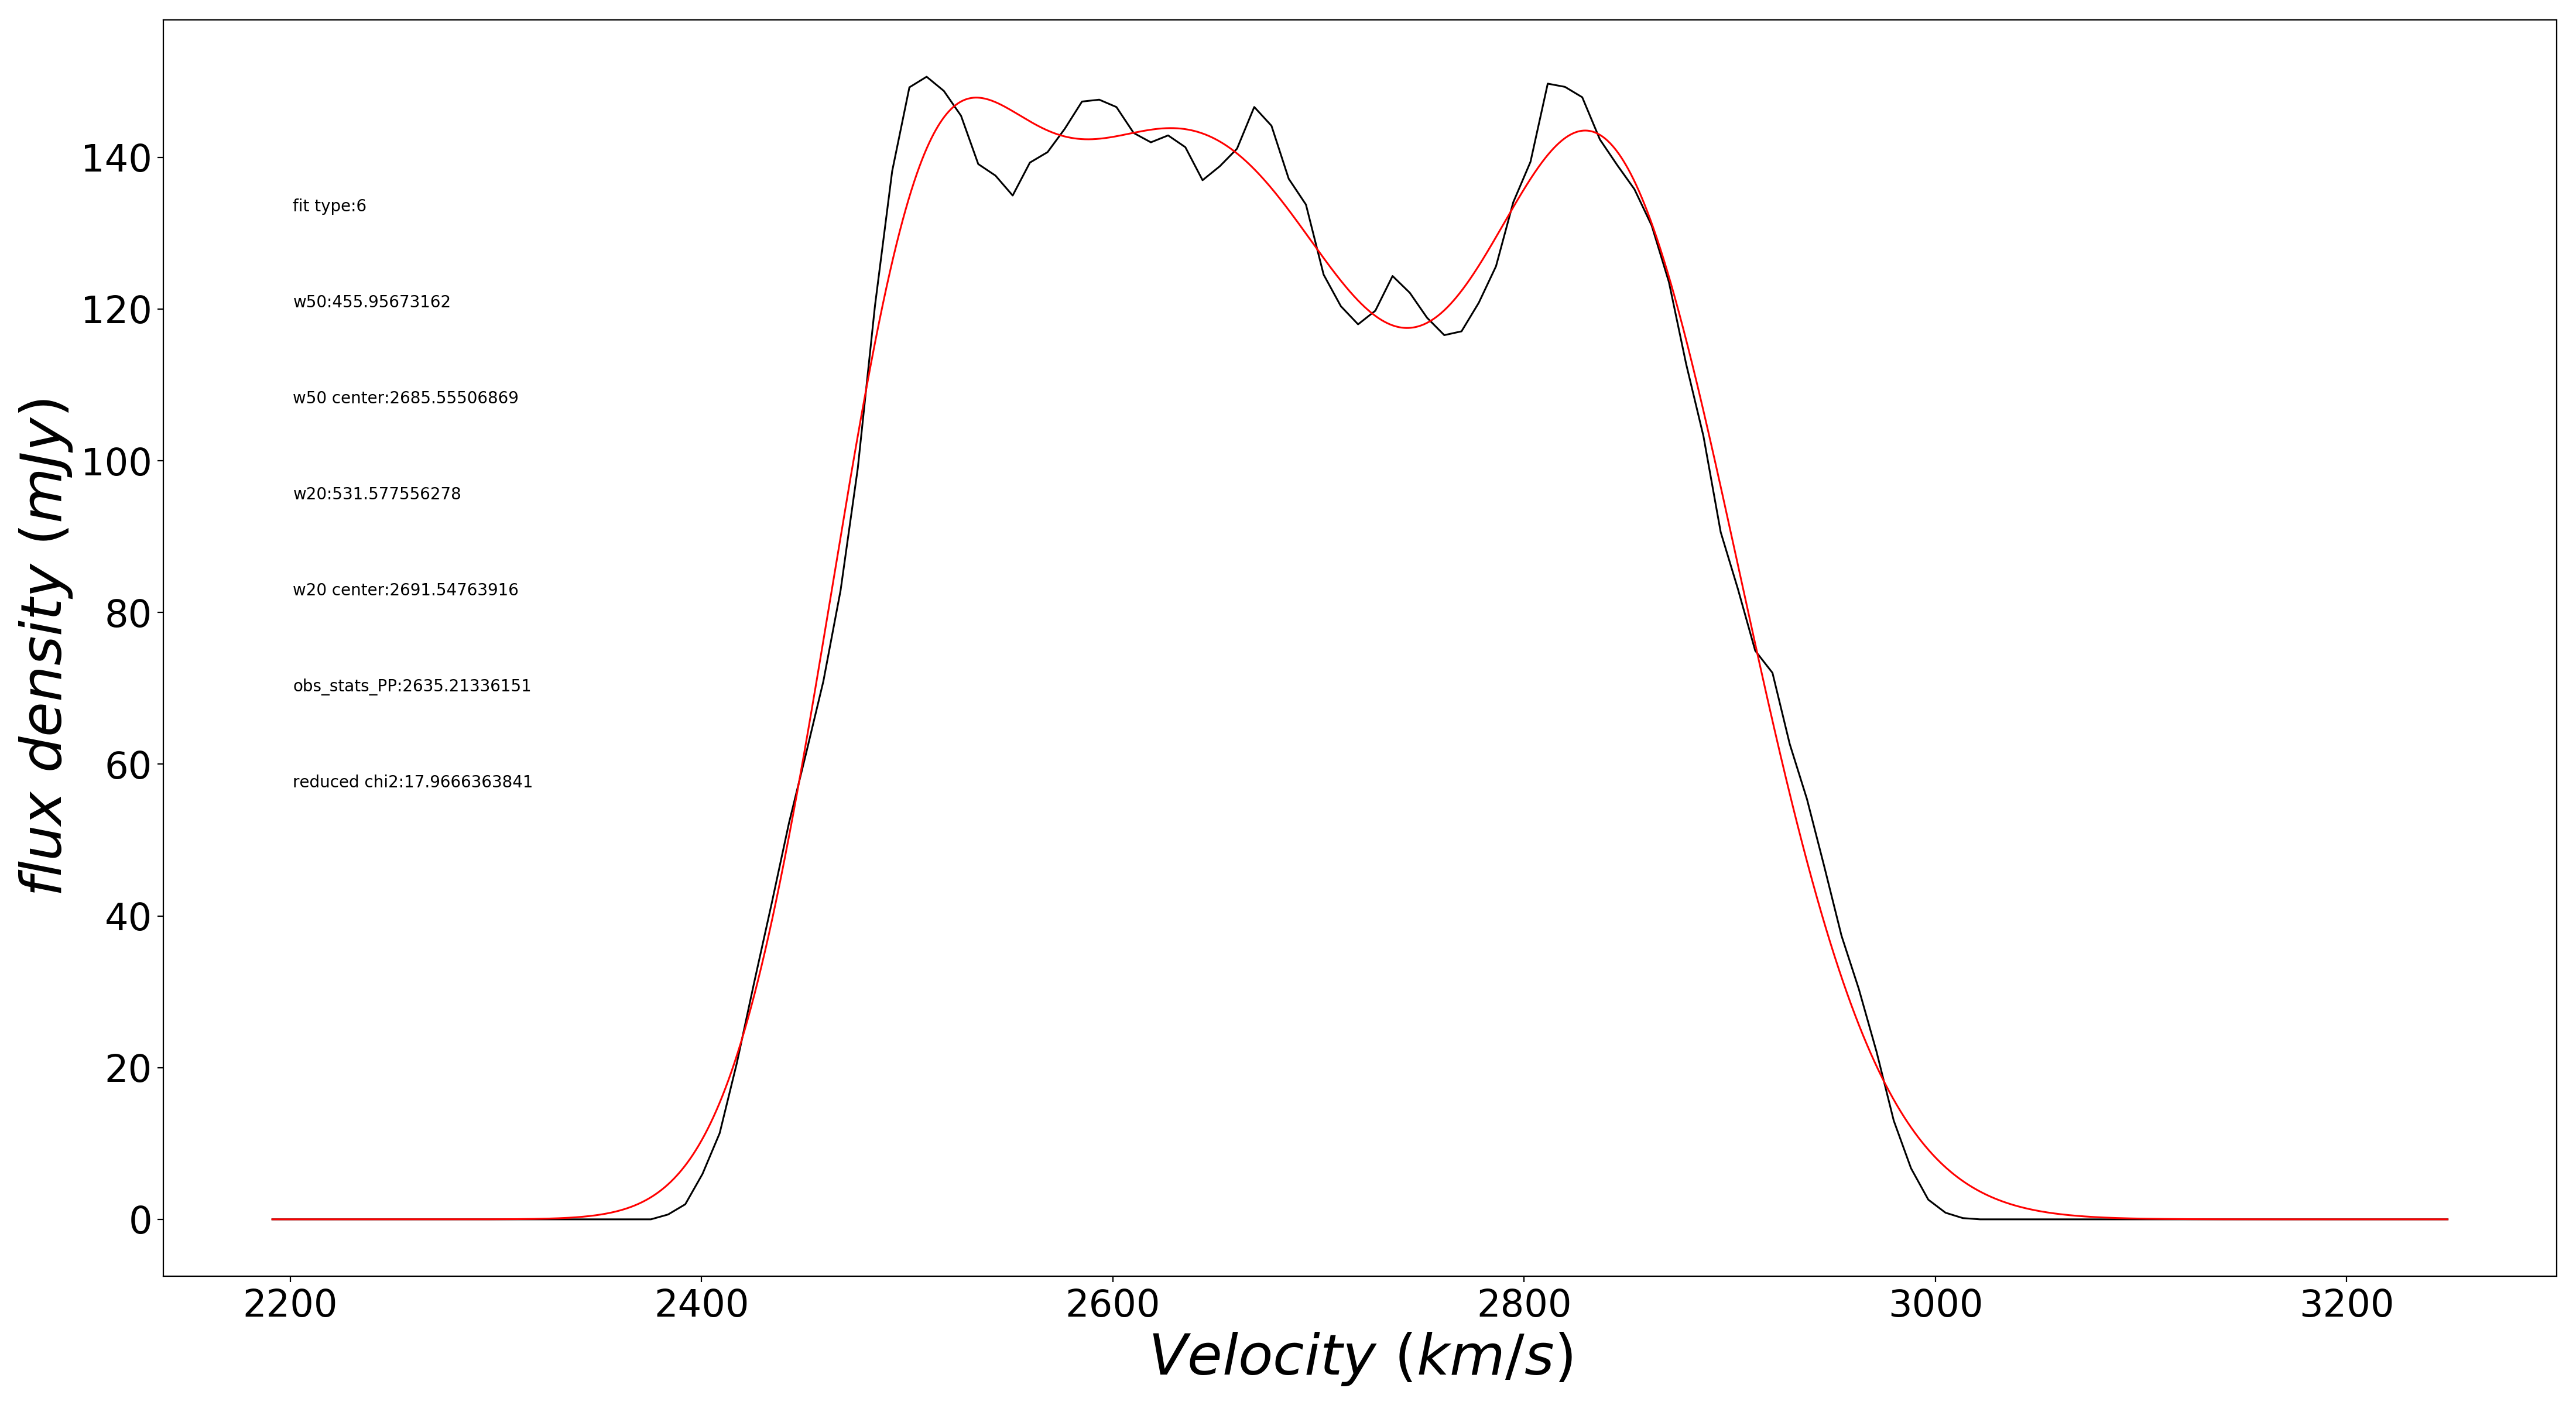 140
120
100
80
60
40
20
0
flux density (mJy)
fit type:6
w50:455.95673162
w50 center:2685.55506869
w20:531.577556278
w20 center:2691.54763916
obs_stats_PP:2635.21336151
reduced chi2:17.9666363841
2200 2400 2600 2800 3000 3200
Velocity (km/s)